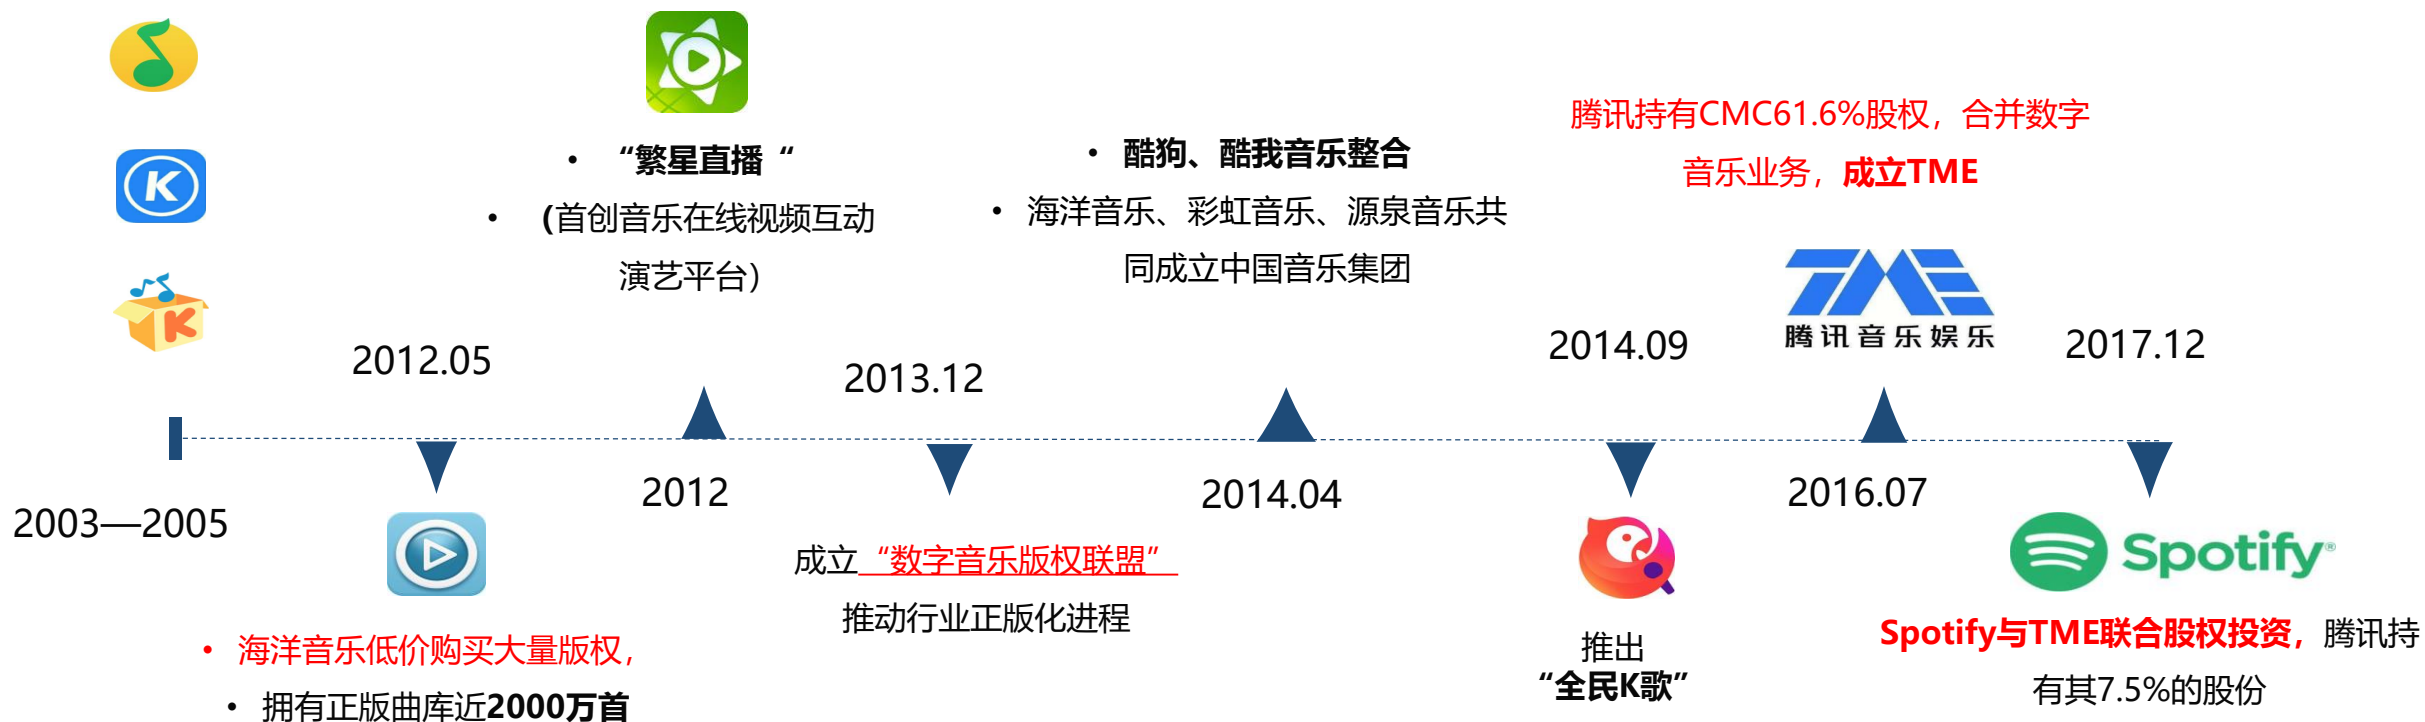 2003—2005
2012.05
• 海洋音乐低价购买大量版权，
• 拥有正版曲库近2000万首
• “繁星直播“
• (首创音乐在线视频互动
演艺平台）
2012
2013.12
成立“数字音乐版权联盟”
推动行业正版化进程
• 酷狗、酷我音乐整合
• 海洋音乐、彩虹音乐、源泉音乐共
同成立中国音乐集团
2014.04
2014.09
推出
“全民K歌”
腾讯持有CMC61.6%股权，合并数字
音乐业务，成立TME
TME
腾讯音乐娱乐
2016.07
2017.12
Spotify®
Spotify与TME联合股权投资，腾讯持
有其7.5%的股份
K
K